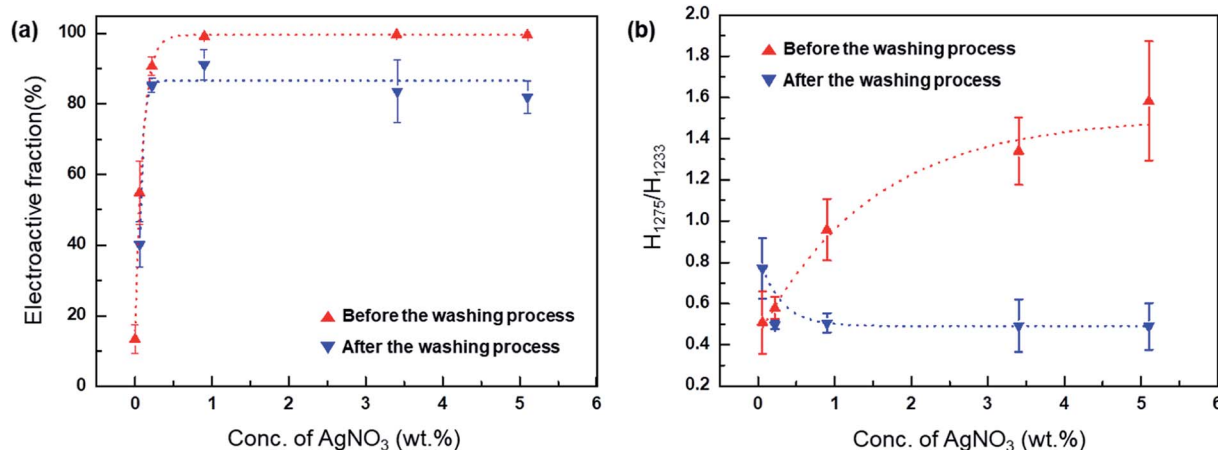 (a)
100
80
60
40
20
0
Electroactive fraction(%)
Before the washing process
After the washing process
0 1 2 3 4 5 6
Conc. of AgNO₃ (wt.%)
(b)
Before the washing process
After the washing process
1.8
1.6
1.4
1.2
1.0
0.8
0.6
0.4
0.2
H₁₂₇₅/H₁₂₃₃
0 1 2 3 4 5 6
Conc. of AgNO₃ (wt.%)